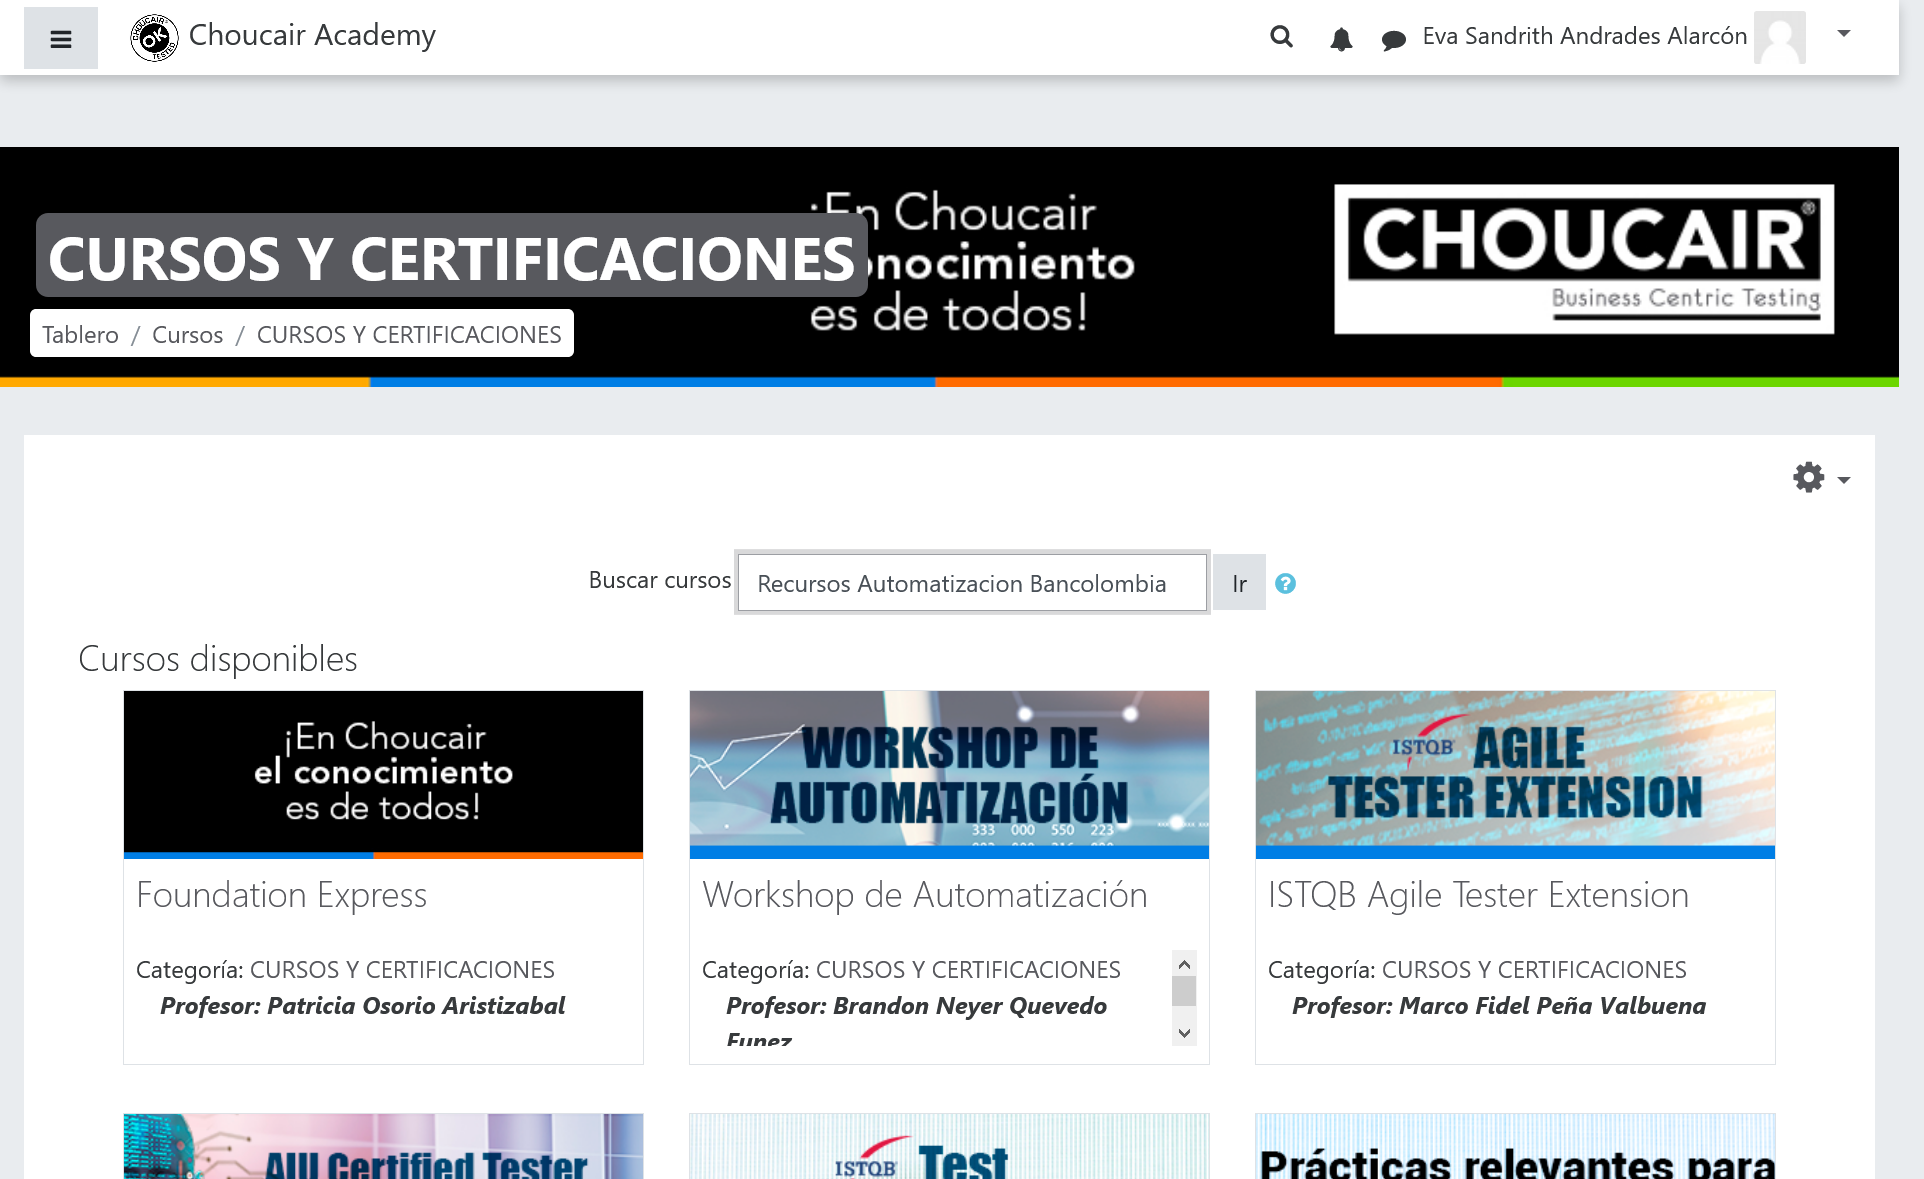 CHOUCAIR
OK
TESTED
Choucair Academy
Eva Sandrith Andrades Alarcón
¡En Choucair
onocimiento
es de todos!
CHOUCAIR®
Business Centric Testing
CURSOS Y CERTIFICACIONES
Tablero / Cursos / CURSOS Y CERTIFICACIONES
Buscar cursos
Recursos Automatizacion Bancolombia
Ir
?
Cursos disponibles
¡En Choucair
el conocimiento
es de todos!
WORKSHOP DE
AUTOMATIZACIÓN
333 000 550 223
ISTQB AGILE
TESTER EXTENSION
Foundation Express
Workshop de Automatización
ISTQB Agile Tester Extension
Categoría: CURSOS Y CERTIFICACIONES
Profesor: Patricia Osorio Aristizabal
Categoría: CURSOS Y CERTIFICACIONES
Profesor: Brandon Neyer Quevedo
Funez
Categoría: CURSOS Y CERTIFICACIONES
Profesor: Marco Fidel Peña Valbuena
Certified Tester
ISTQB Test
Prácticas relevantes para